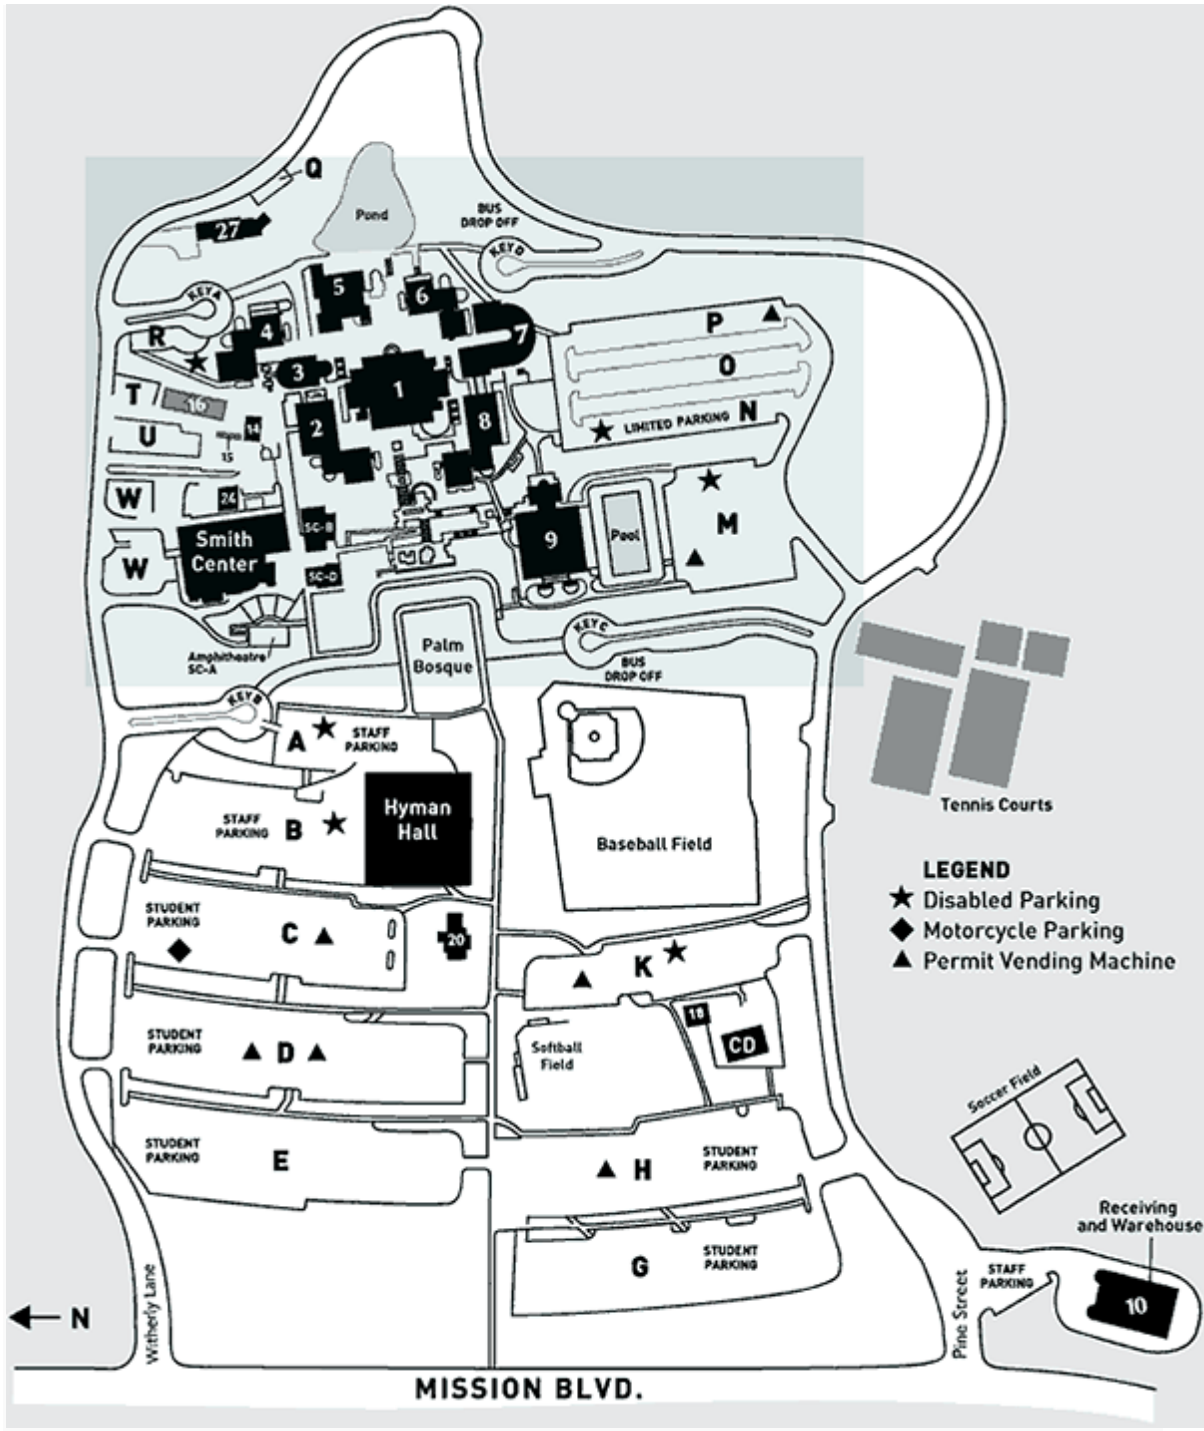 Q
Pond
BUS
DROP OFF
27
KEY D
KEY A
5
6
R
4
7
P
3
1
O
T
16
2
8
N
LIMITED PARKING
U
14
15
W
24
SC-B
M
Smith
Center
9
Pool
W
SC-D
KEY C
Amphitheatre
SC-A
Palm
Bosque
BUS
DROP OFF
KEY B
A
STAFF
PARKING
Tennis Courts
STAFF
PARKING
B
Hyman
Hall
Baseball Field
LEGEND
Disabled Parking
Motorcycle Parking
Permit Vending Machine
STUDENT
PARKING
C
20
K
18
CD
STUDENT
PARKING
D
Softball
Field
Soccer Field
STUDENT
PARKING
E
H
STUDENT
PARKING
Receiving
and Warehouse
G
STUDENT
PARKING
STAFF
PARKING
10
N
Witherly Lane
Pine Street
MISSION BLVD.